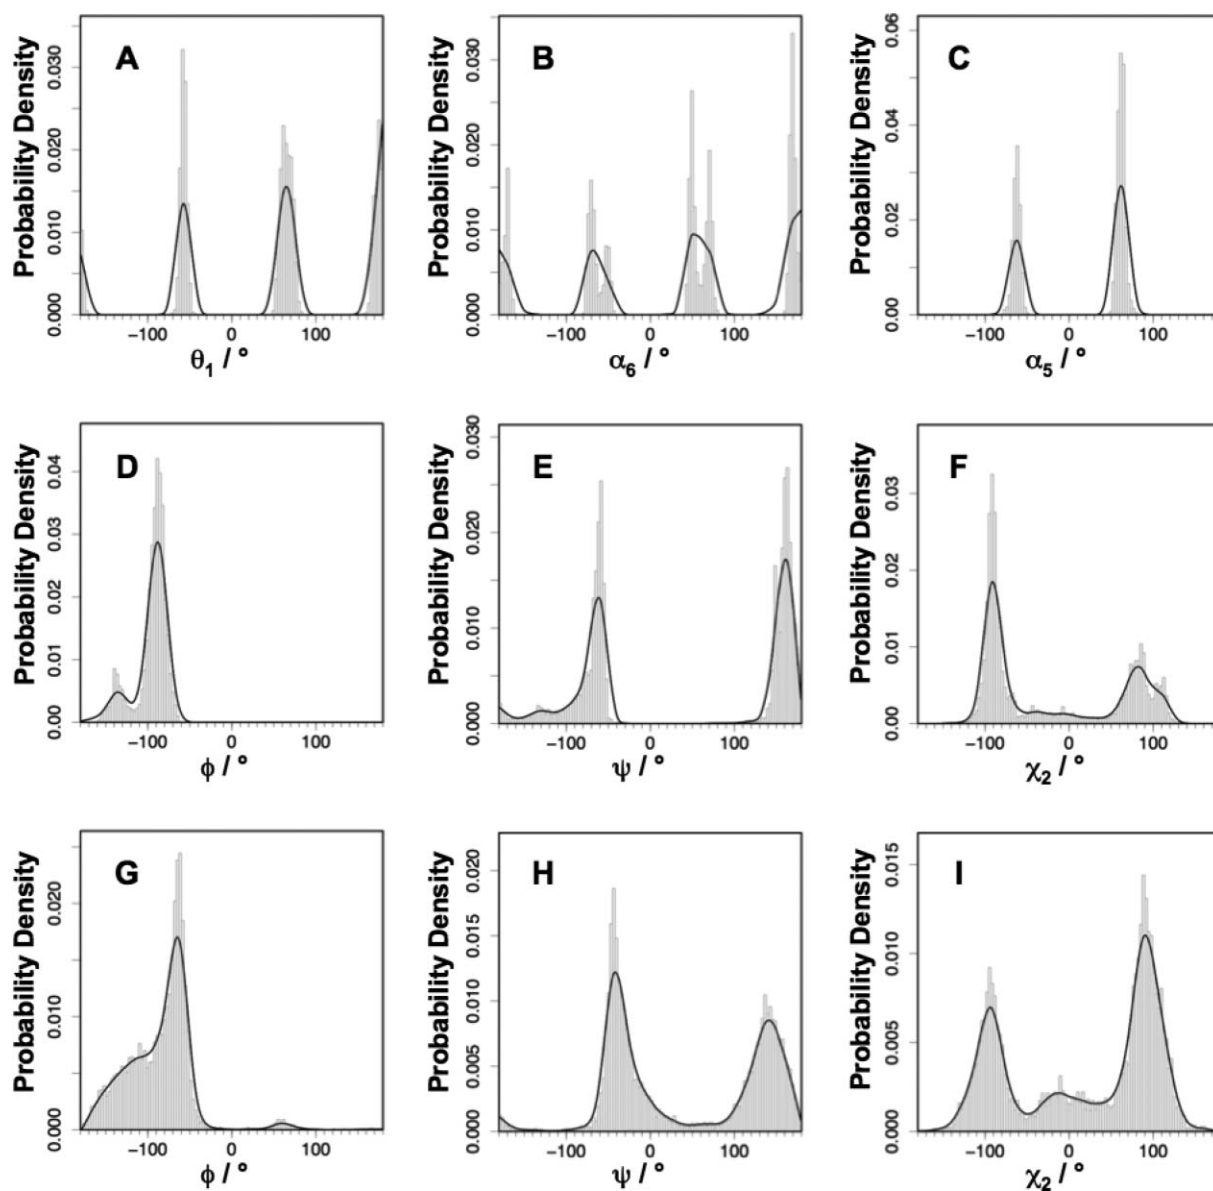 A
Probability Density
0.000 0.010 0.020 0.030
−100 0 100
θ1 / °
B
Probability Density
0.000 0.010 0.020 0.030
−100 0 100
α6 / °
C
Probability Density
0.00 0.02 0.04 0.06
−100 0 100
α5 / °
D
Probability Density
0.00 0.01 0.02 0.03 0.04
−100 0 100
ϕ / °
E
Probability Density
0.000 0.010 0.020 0.030
−100 0 100
ψ / °
F
Probability Density
0.00 0.01 0.02 0.03
−100 0 100
χ2 / °
G
Probability Density
0.000 0.010 0.020
−100 0 100
ϕ / °
H
Probability Density
0.000 0.005 0.010 0.015 0.020
−100 0 100
ψ / °
I
Probability Density
0.000 0.005 0.010 0.015
−100 0 100
χ2 / °